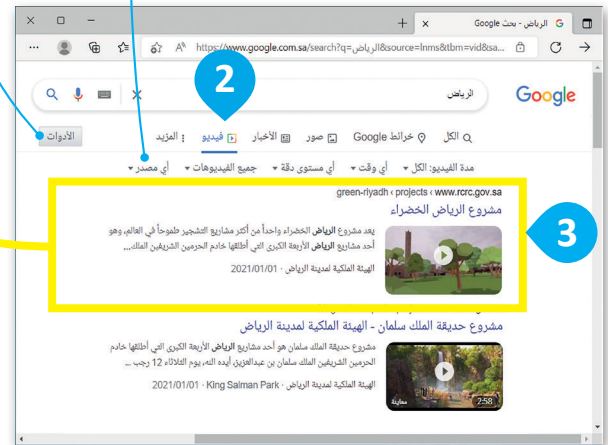 الرياض - بحث Google
https://www.google.com.sa/search?q=الرياض&source=lnms&tbm=vid&sa...
Google
الرياض
2
الكل
خرائط Google
صور
الأخبار
فيديو
المزيد
الأدوات
مدة الفيديو: الكل
أي وقت
أي مستوى دقة
جميع الفيديوهات
أي مصدر
green-riyadh ‹ projects ‹ www.rcrc.gov.sa
مشروع الرياض الخضراء
يعد مشروع الرياض الخضراء واحداً من أكثر مشاريع التشجير طموحاً في العالم، وهو
أحد مشاريع الرياض الأربعة الكبرى التي أطلقها خادم الحرمين الشريفين الملك،...
الهيئة الملكية لمدينة الرياض · 2021/01/01
3
مشروع حديقة الملك سلمان - الهيئة الملكية لمدينة الرياض
مشروع حديقة الملك سلمان هو أحد مشاريع الرياض الأربعة الكبرى التي أطلقها خادم
الحرمين الشريفين الملك سلمان بن عبدالعزيز، أيده الله، يوم الثلاثاء 12 رجب ...
الهيئة الملكية لمدينة الرياض · King Salman Park · 2021/01/01
معاينة
2:58